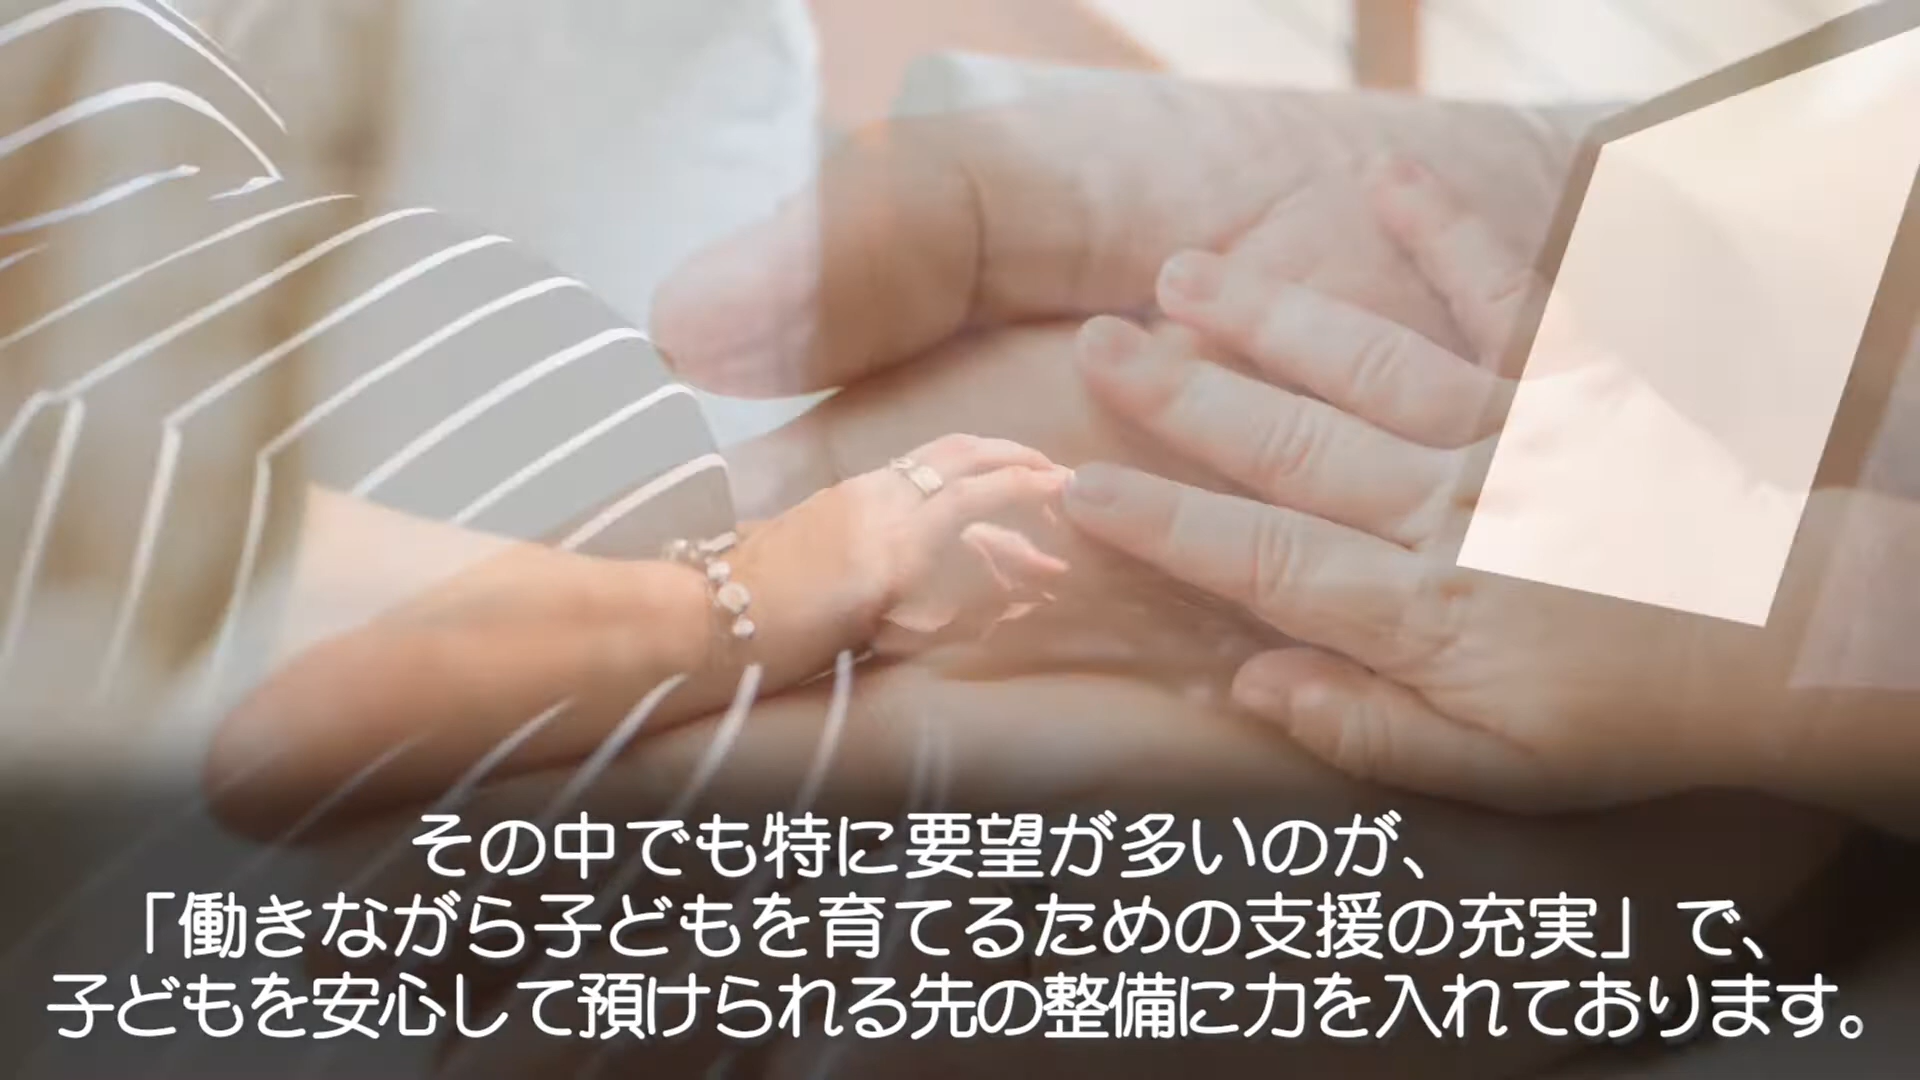 その中でも特に要望が多いのが、
「働きながら子どもを育てるための支援の充実」で、
子どもを安心して預けられる先の整備に力を入れております。